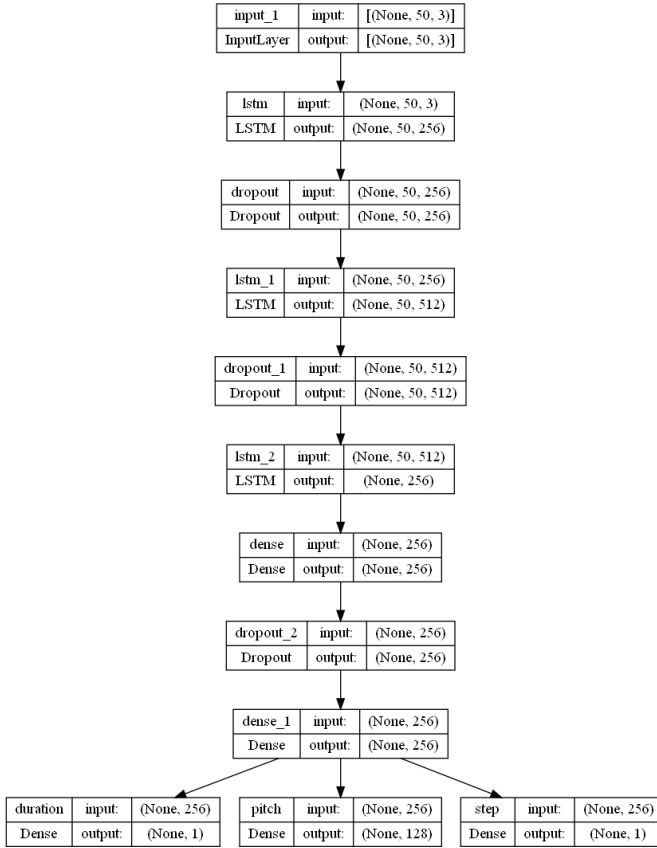 input_1 input: [(None, 50, 3)]
InputLayer output: [(None, 50, 3)]
lstm input: (None, 50, 3)
LSTM output: (None, 50, 256)
dropout input: (None, 50, 256)
Dropout output: (None, 50, 256)
lstm_1 input: (None, 50, 256)
LSTM output: (None, 50, 512)
dropout_1 input: (None, 50, 512)
Dropout output: (None, 50, 512)
lstm_2 input: (None, 50, 512)
LSTM output: (None, 256)
dense input: (None, 256)
Dense output: (None, 256)
dropout_2 input: (None, 256)
Dropout output: (None, 256)
dense_1 input: (None, 256)
Dense output: (None, 256)
duration input: (None, 256)
Dense output: (None, 1)
pitch input: (None, 256)
Dense output: (None, 128)
step input: (None, 256)
Dense output: (None, 1)